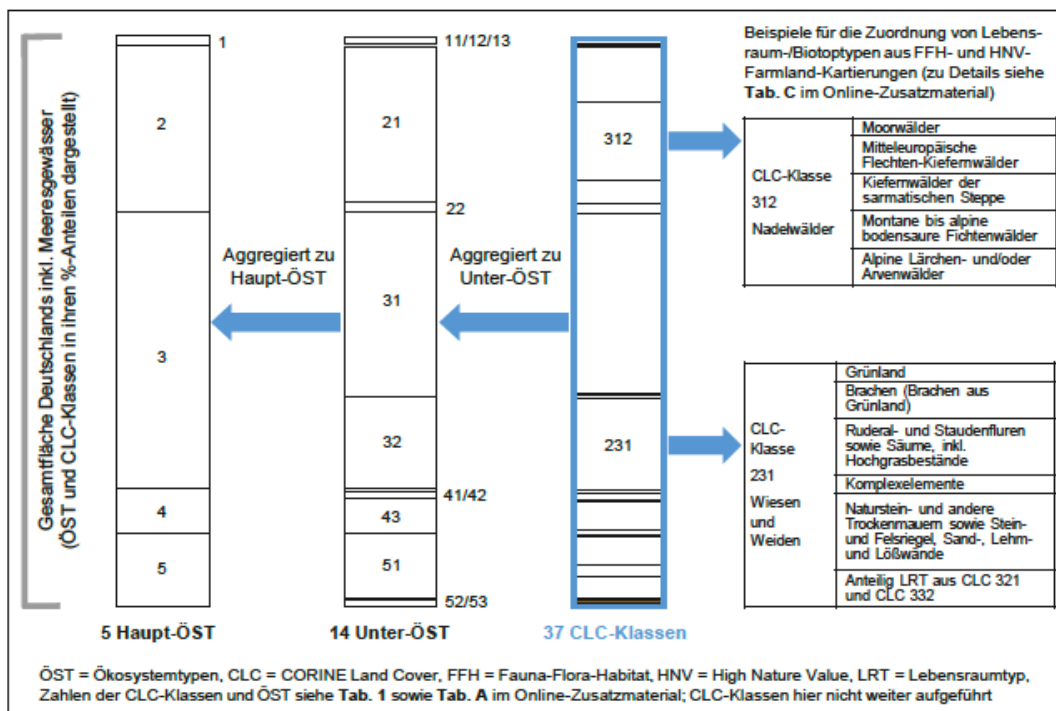 Gesamtfläche Deutschlands inkl. Meeresgewässer
(ÖST und CLC-Klassen in ihren %-Anteilen dargestellt)
1
2
3
4
5
5 Haupt-ÖST
Aggregiert zu
Haupt-ÖST
11/12/13
21
22
31
32
41/42
43
51
52/53
14 Unter-ÖST
Aggregiert zu
Unter-ÖST
312
231
37 CLC-Klassen
Beispiele für die Zuordnung von Lebens-
raum-/Biotoptypen aus FFH- und HNV-
Farmland-Kartierungen (zu Details siehe
Tab. C im Online-Zusatzmaterial)
CLC-Klasse
312
Nadelwälder
Moorwälder
Mitteleuropäische
Flechten-Kiefernwälder
Kiefernwälder der
sarmatischen Steppe
Montane bis alpine
bodensaure Fichtenwälder
Alpine Lärchen- und/oder
Arvenwälder
CLC-
Klasse
231
Wiesen
und
Weiden
Grünland
Brachen (Brachen aus
Grünland)
Ruderal- und Staudenfluren
sowie Säume, inkl.
Hochgrasbestände
Komplexelemente
Naturstein- und andere
Trockenmauern sowie Stein-
und Felsriegel, Sand-, Lehm-
und Lößwände
Anteilig LRT aus CLC 321
und CLC 332
ÖST = Ökosystemtypen, CLC = CORINE Land Cover, FFH = Fauna-Flora-Habitat, HNV = High Nature Value, LRT = Lebensraumtyp,
Zahlen der CLC-Klassen und ÖST siehe Tab. 1 sowie Tab. A im Online-Zusatzmaterial; CLC-Klassen hier nicht weiter aufgeführt